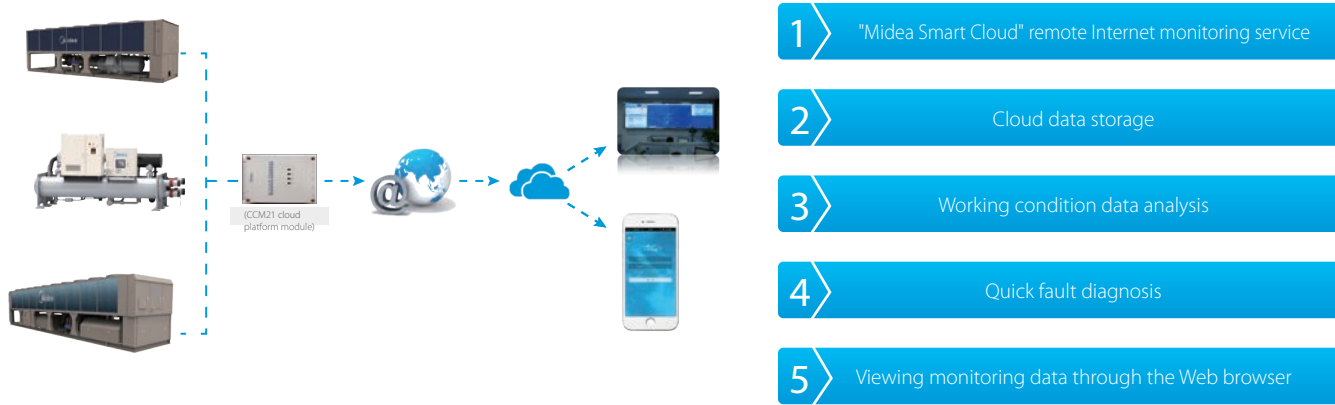 Midea
(CCM21 cloud
platform module)
1
"Midea Smart Cloud" remote Internet monitoring service
2
Cloud data storage
3
Working condition data analysis
4
Quick fault diagnosis
5
Viewing monitoring data through the Web browser